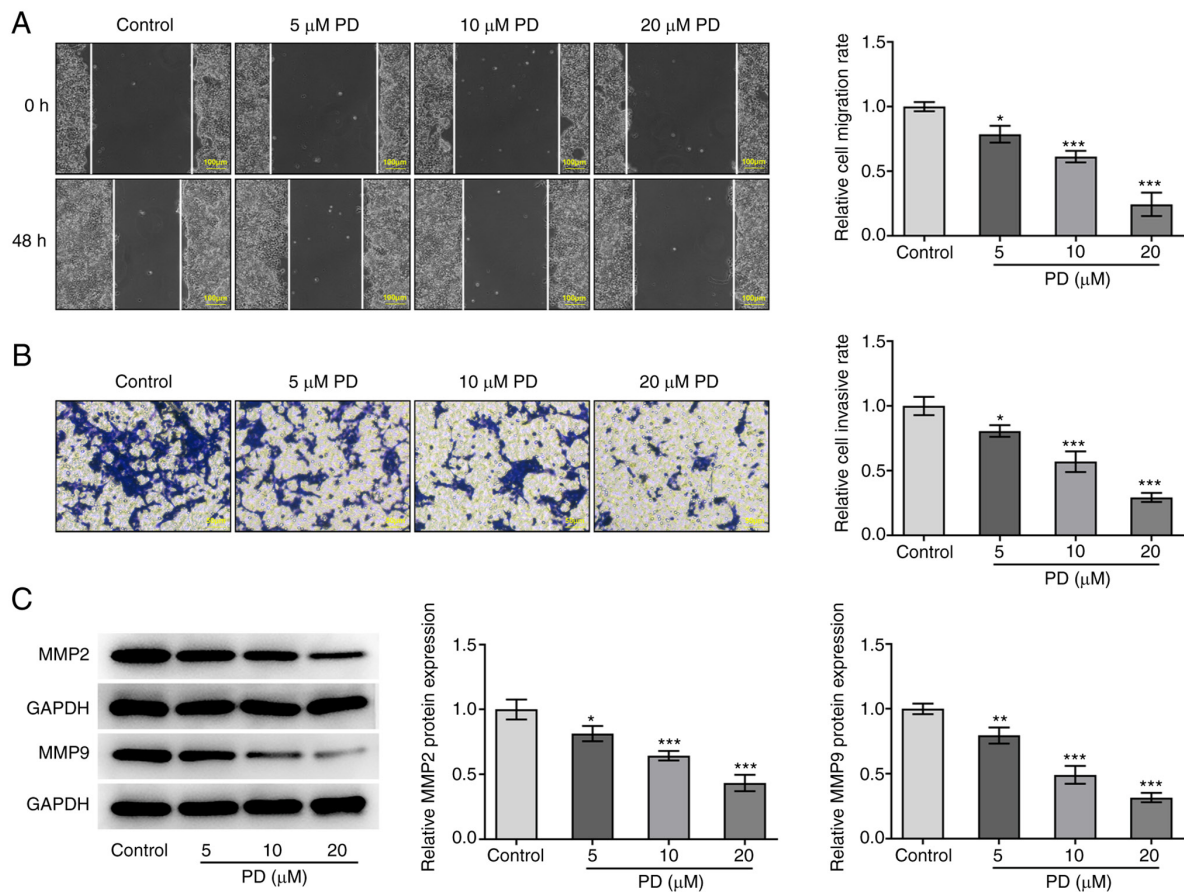 A
Control 5 μM PD 10 μM PD 20 μM PD
0 h
100μm 100μm 100μm 100μm
48 h
100μm 100μm 100μm 100μm
Relative cell migration rate
1.5
1.0
0.5
0.0
* *** ***
Control 5 10 20
PD (μM)
B
Control 5 μM PD 10 μM PD 20 μM PD
Relative cell invasive rate
1.5
1.0
0.5
0.0
* *** ***
Control 5 10 20
PD (μM)
C
MMP2
GAPDH
MMP9
GAPDH
Control 5 10 20
PD (μM)
Relative MMP2 protein expression
1.5
1.0
0.5
0.0
* *** ***
Control 5 10 20
PD (μM)
Relative MMP9 protein expression
1.5
1.0
0.5
0.0
** *** ***
Control 5 10 20
PD (μM)